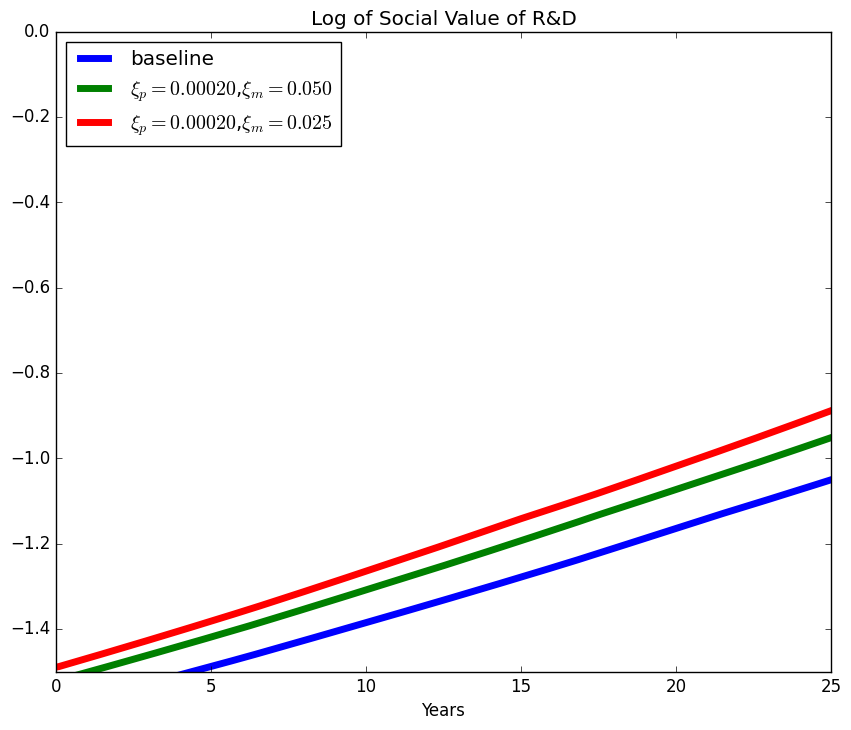 Log of Social Value of R&D
baseline
ξₚ = 0.00020,ξₘ = 0.050
ξₚ = 0.00020,ξₘ = 0.025
0.0
−0.2
−0.4
−0.6
−0.8
−1.0
−1.2
−1.4
0 5 10 15 20 25
Years